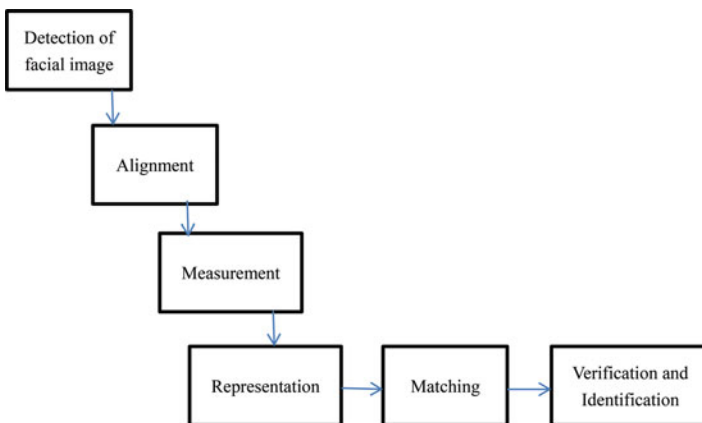 Detection of
facial image
Alignment
Measurement
Representation
Matching
Verification and
Identification